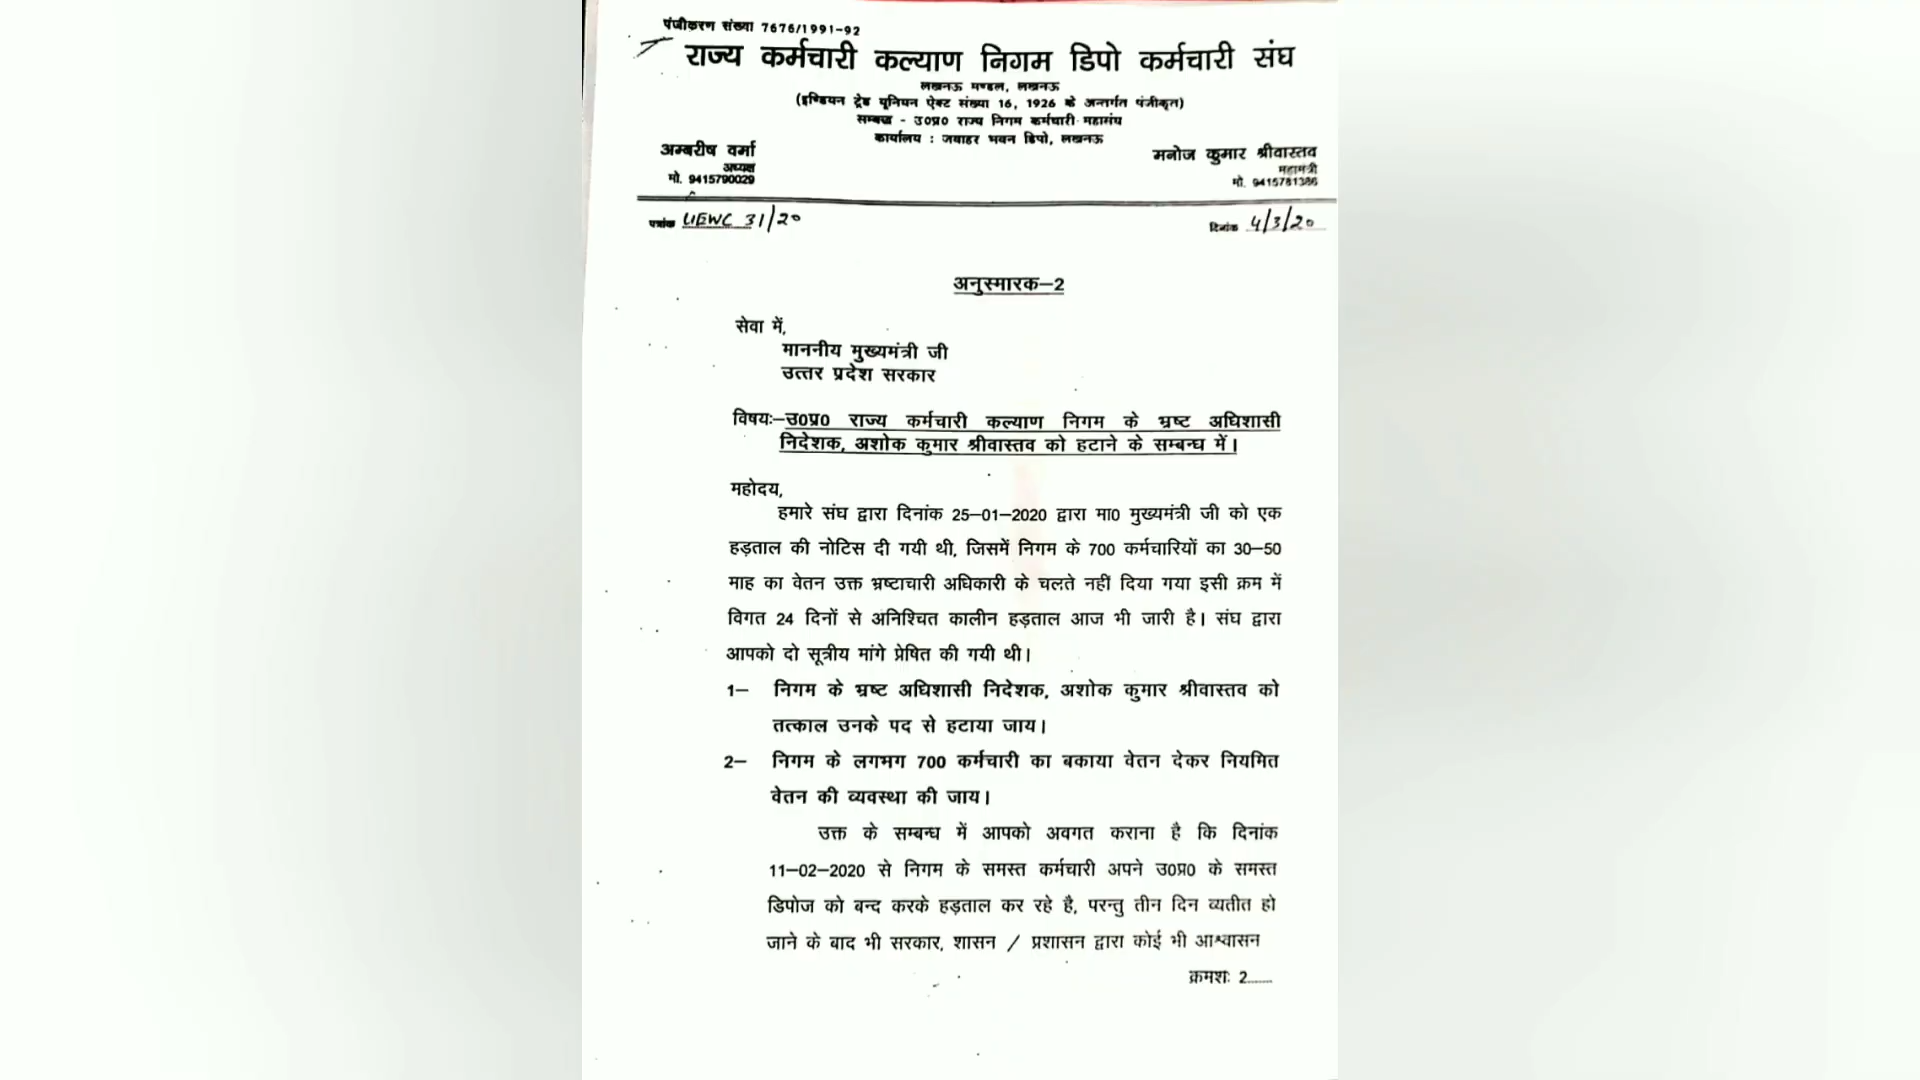 पंजीकरण संख्या 7676/1991-92
राज्य कर्मचारी कल्याण निगम डिपो कर्मचारी संघ
लखनऊ मण्डल, लखनऊ
(इण्डियन ट्रेड यूनियन ऐक्ट संख्या 16, 1926 के अन्तर्गत पंजीकृत)
सम्बद्ध - उ०प्र० राज्य निगम कर्मचारी महासंघ
कार्यालय : जवाहर भवन डिपो, लखनऊ
अम्बरीष वर्मा
अध्यक्ष
मो. 9415790029
मनोज कुमार श्रीवास्तव
महामंत्री
मो. 9415781386
पत्रांक UEWC 31/20
दिनांक 4/3/20
अनुस्मारक–2
सेवा में,
माननीय मुख्यमंत्री जी
उत्तर प्रदेश सरकार
विषयः–उ0प्र0 राज्य कर्मचारी कल्याण निगम के भ्रष्ट अधिशासी
निदेशक, अशोक कुमार श्रीवास्तव को हटाने के सम्बन्ध में।
महोदय,
हमारे संघ द्वारा दिनांक 25–01–2020 द्वारा मा0 मुख्यमंत्री जी को एक
हड़ताल की नोटिस दी गयी थी, जिसमें निगम के 700 कर्मचारियों का 30–50
माह का वेतन उक्त भ्रष्टाचारी अधिकारी के चलते नहीं दिया गया इसी क्रम में
विगत 24 दिनों से अनिश्चित कालीन हड़ताल आज भी जारी है। संघ द्वारा
आपको दो सूत्रीय मांगे प्रेषित की गयी थी।
1– निगम के भ्रष्ट अधिशासी निदेशक, अशोक कुमार श्रीवास्तव को
तत्काल उनके पद से हटाया जाय।
2– निगम के लगभग 700 कर्मचारी का बकाया वेतन देकर नियमित
वेतन की व्यवस्था की जाय।
उक्त के सम्बन्ध में आपको अवगत कराना है कि दिनांक
11–02–2020 से निगम के समस्त कर्मचारी अपने उ0प्र0 के समस्त
डिपोज को बन्द करके हड़ताल कर रहे है, परन्तु तीन दिन व्यतीत हो
जाने के बाद भी सरकार, शासन / प्रशासन द्वारा कोई भी आश्वासन
क्रमशः 2......